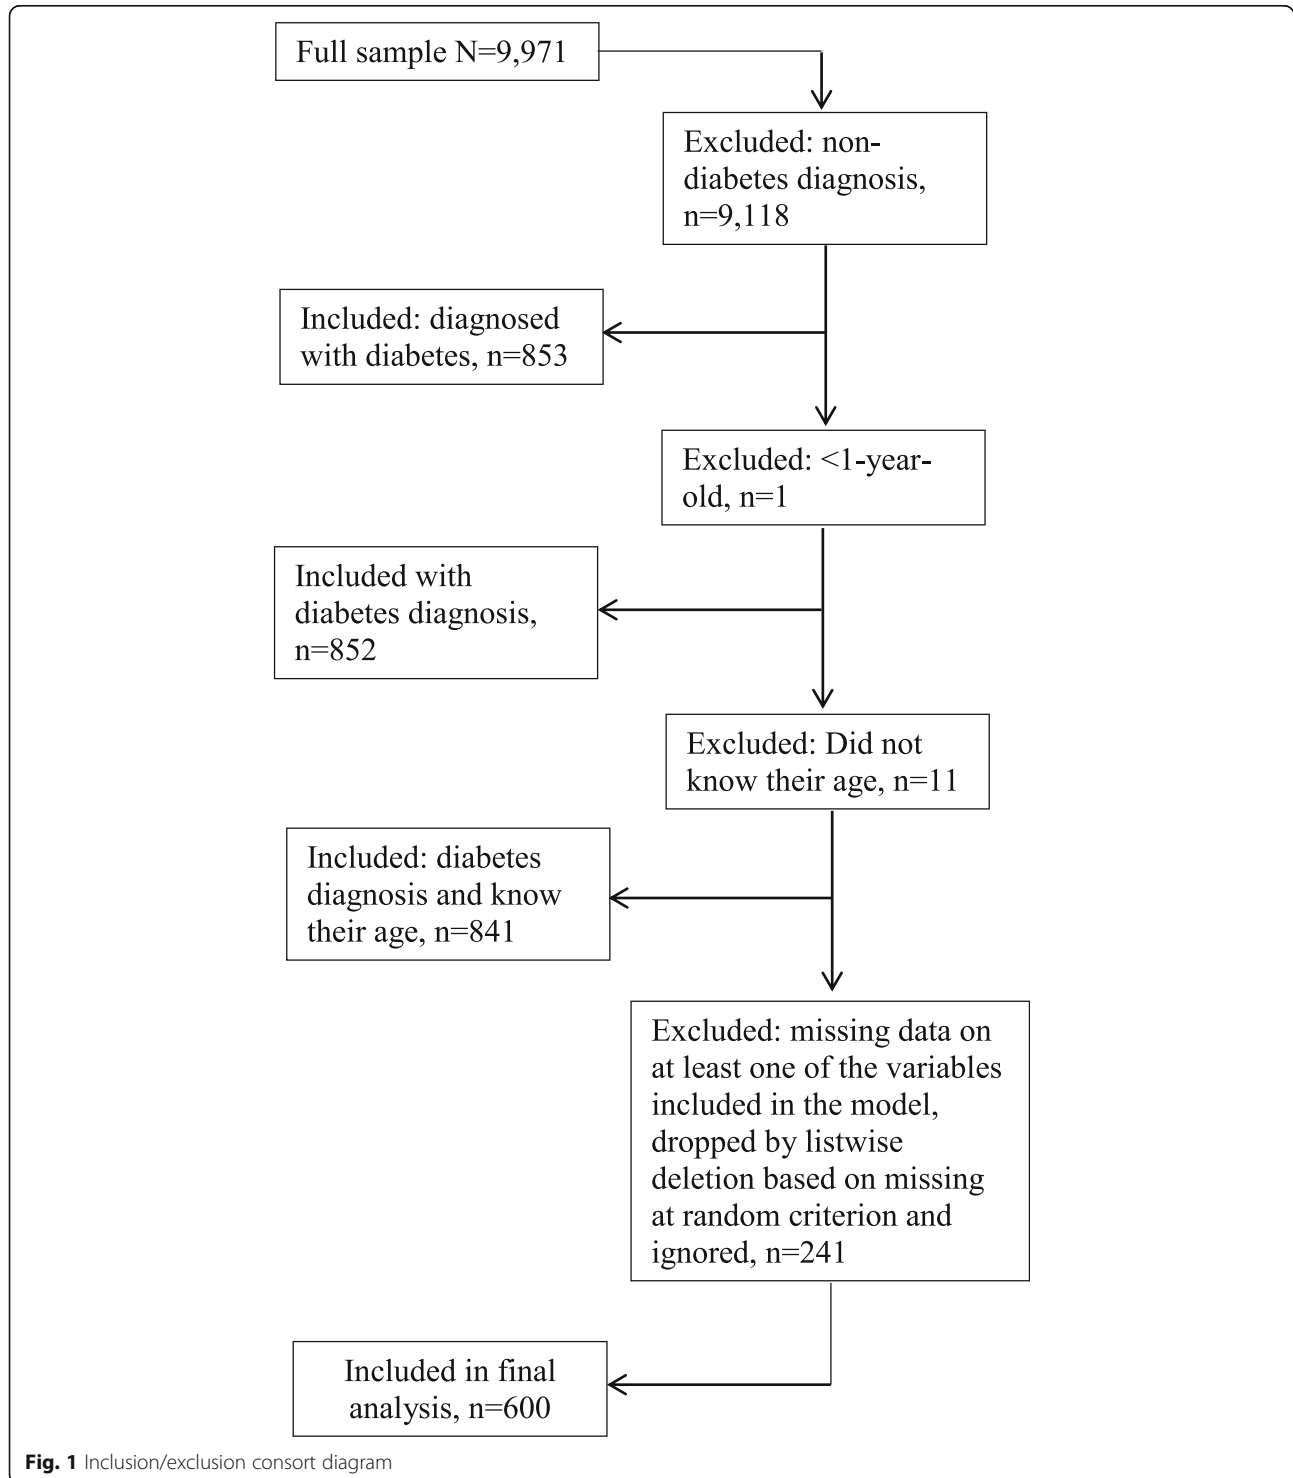 Full sample N=9,971
Excluded: non-
diabetes diagnosis,
n=9,118
Included: diagnosed
with diabetes, n=853
Excluded: <1-year-
old, n=1
Included with
diabetes diagnosis,
n=852
Excluded: Did not
know their age, n=11
Included: diabetes
diagnosis and know
their age, n=841
Excluded: missing data on
at least one of the variables
included in the model,
dropped by listwise
deletion based on missing
at random criterion and
ignored, n=241
Included in final
analysis, n=600
Fig. 1 Inclusion/exclusion consort diagram